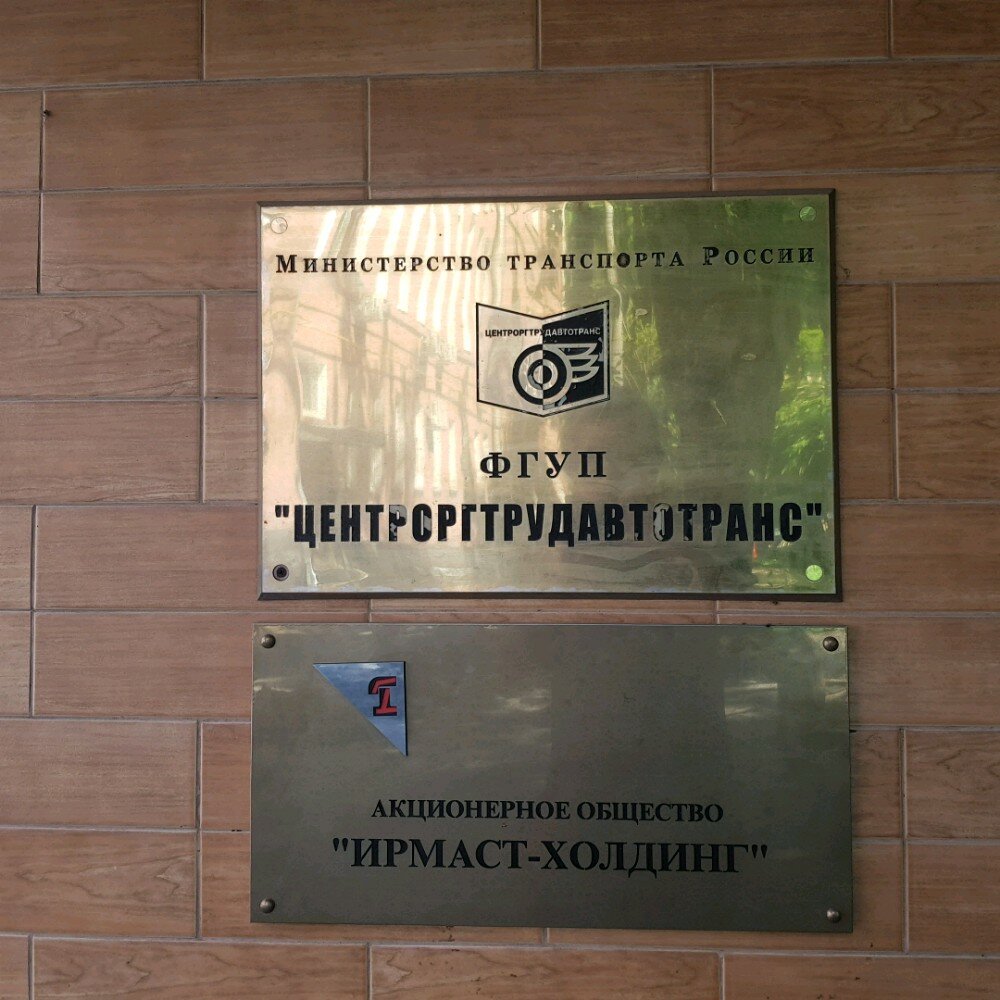 Министерство транспорта России
ЦЕНТРОРГТРУДАВТОТРАНС
ФГУП
"ЦЕНТРОРГТРУДАВТОТРАНС"
АКЦИОНЕРНОЕ ОБЩЕСТВО
"ИРМАСТ-ХОЛДИНГ"